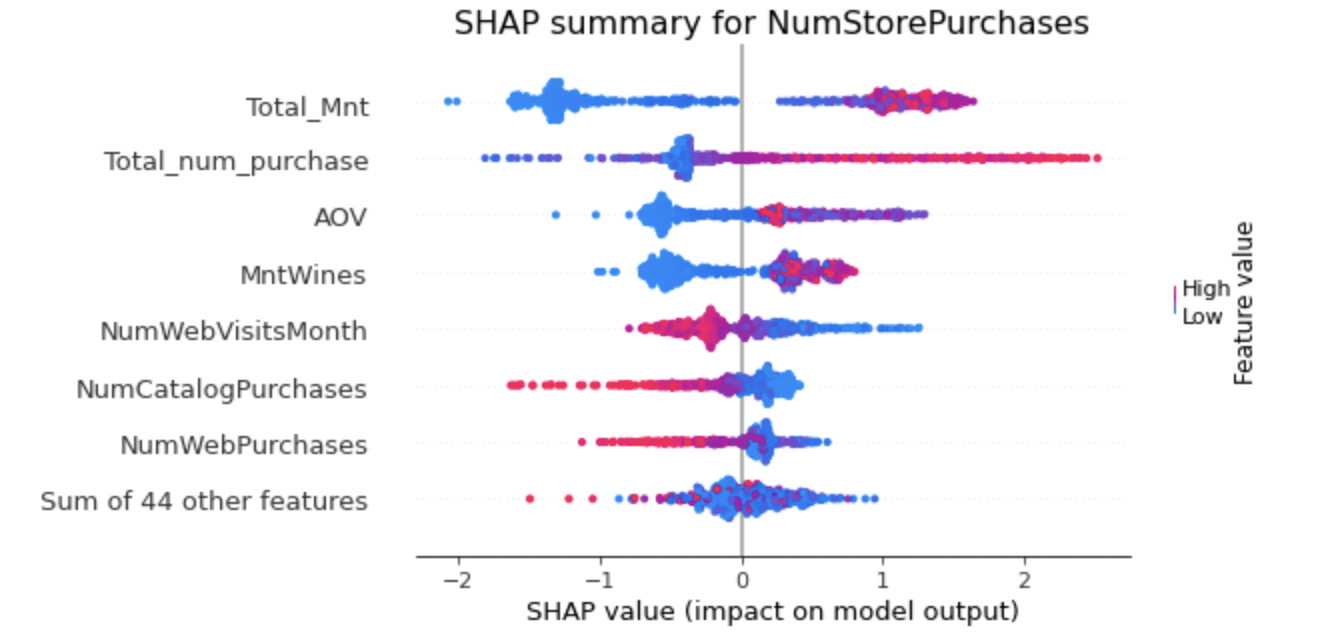 SHAP summary for NumStorePurchases
Total_Mnt
Total_num_purchase
AOV
MntWines
NumWebVisitsMonth
NumCatalogPurchases
NumWebPurchases
Sum of 44 other features
−2
−1
0
1
2
SHAP value (impact on model output)
High
Low
Feature value